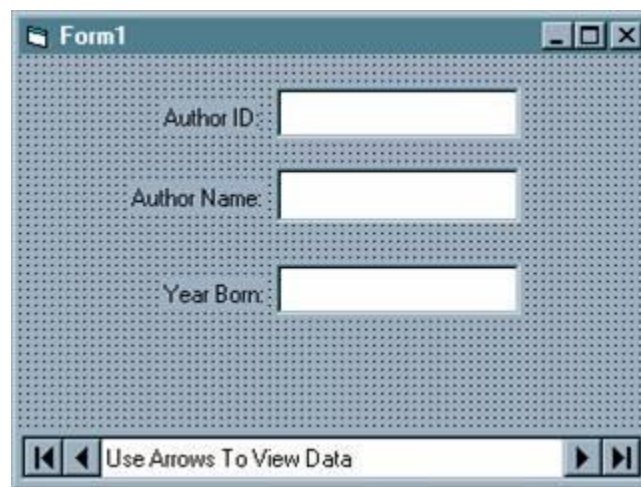 Form1
Author ID:
Author Name:
Year Born:
Use Arrows To View Data